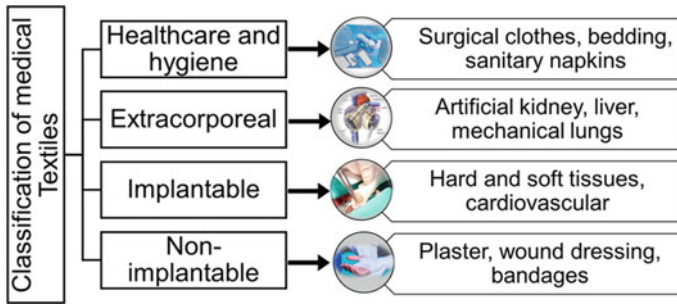 Classification of medical
Textiles
Healthcare and
hygiene
Surgical clothes, bedding,
sanitary napkins
Extracorporeal
Artificial kidney, liver,
mechanical lungs
Implantable
Hard and soft tissues,
cardiovascular
Non-
implantable
Plaster, wound dressing,
bandages